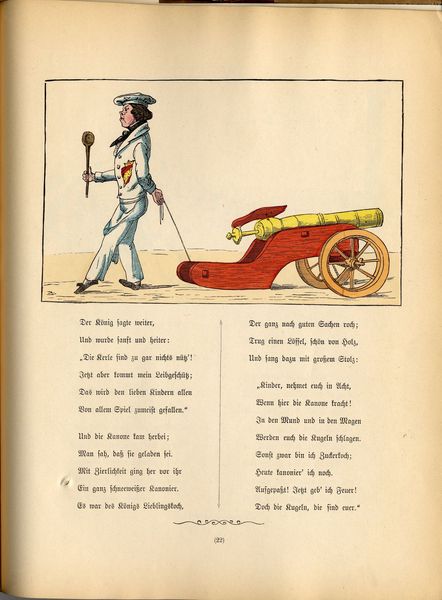 Der König sagte weiter,
Und wurde sanft und heiter:
„Die Kerle sind zu gar nichts nütz'!
Jetzt aber kommt mein Leibgeschütz;
Das wird den lieben Kindern allen
Von allem Spiel zumeist gefallen.“
Und die Kanone kam herbei;
Man sah, daß sie geladen sei.
Mit Zierlichkeit ging her vor ihr
Ein ganz schneeweißer Kanonier.
Es war des Königs Lieblingskoch,
Der ganz nach guten Sachen roch;
Trug einen Löffel, schön von Holz,
Und sang dazu mit großem Stolz:
„Kinder, nehmet euch in Acht,
Wenn hier die Kanone kracht!
In den Mund und in den Magen
Werden euch die Kugeln schlagen.
Sonst zwar bin ich Zuckerkoch;
Heute kanonier' ich noch.
Aufgepaßt! Jetzt geb' ich Feuer!
Doch die Kugeln, die sind euer.“
(22)